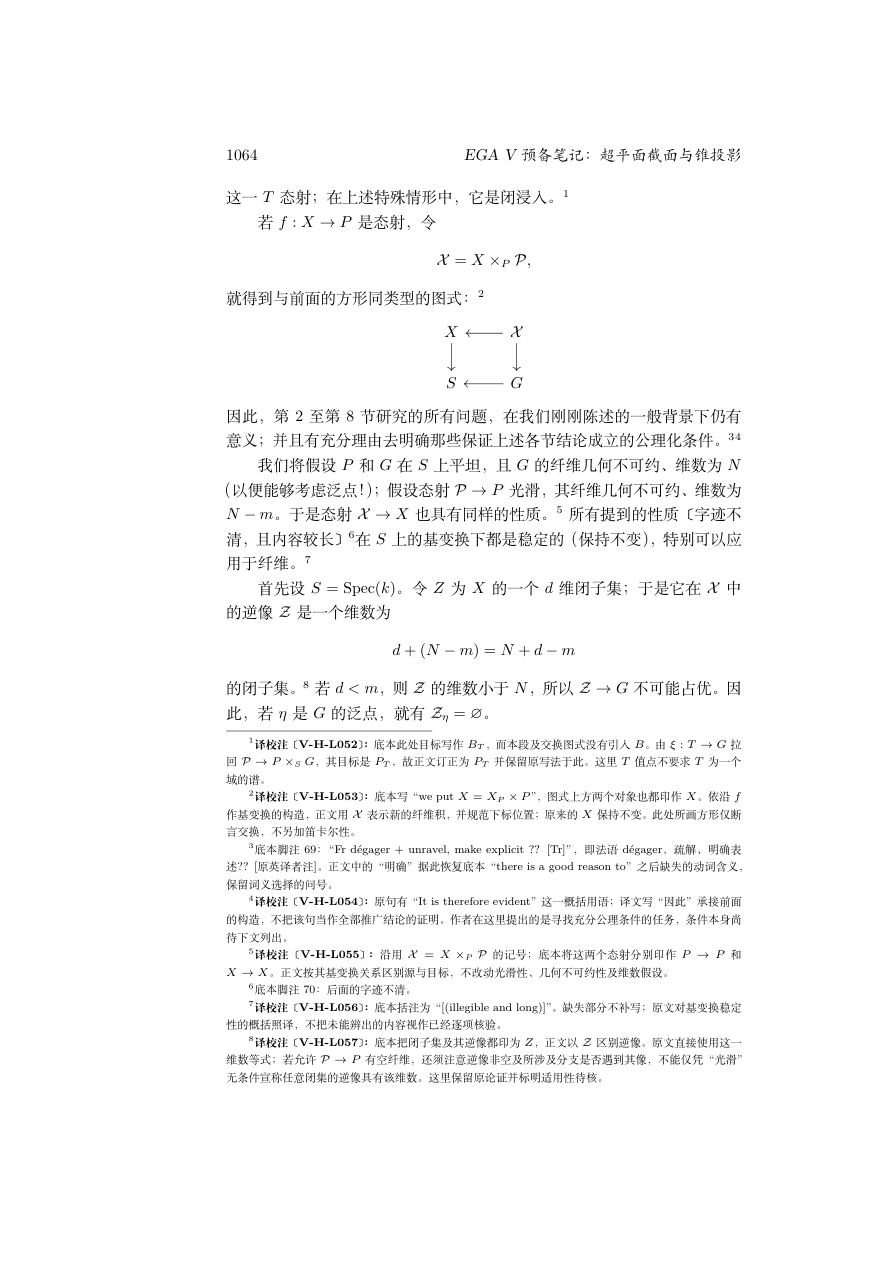 1064 EGA V 预备笔记：超平面截面与锥投影
这一 T 态射；在上述特殊情形中，它是闭浸入。¹
若 f : X → P 是态射，令
𝒳 = X ×_P 𝒫,
就得到与前面的方形同类型的图式：²
X ⟵ 𝒳
↓ ↓
S ⟵ G
因此，第 2 至第 8 节研究的所有问题，在我们刚刚陈述的一般背景下仍有
意义；并且有充分理由去明确那些保证上述各节结论成立的公理化条件。³⁴
我们将假设 P 和 G 在 S 上平坦，且 G 的纤维几何不可约、维数为 N
(以便能够考虑泛点！)；假设态射 𝒫 → P 光滑，其纤维几何不可约、维数为
N − m。于是态射 𝒳 → X 也具有同样的性质。⁵ 所有提到的性质〔字迹不
清，且内容较长〕⁶在 S 上的基变换下都是稳定的（保持不变），特别可以应
用于纤维。⁷
首先设 S = Spec(k)。令 Z 为 X 的一个 d 维闭子集；于是它在 𝒳 中
的逆像 𝒵 是一个维数为
d + (N − m) = N + d − m
的闭子集。⁸ 若 d < m，则 𝒵 的维数小于 N，所以 𝒵 → G 不可能占优。因
此，若 η 是 G 的泛点，就有 𝒵_η = ∅。
¹译校注〔V-H-L052〕：底本此处目标写作 B_T，而本段及交换图式没有引入 B。由 ξ : T → G 拉
回 𝒫 → P ×_S G，其目标是 P_T，故正文订正为 P_T 并保留原写法于此。这里 T 值点不要求 T 为一个
域的谱。
²译校注〔V-H-L053〕：底本写 “we put X = X_P × P”，图式上方两个对象也都印作 X。依沿 f
作基变换的构造，正文用 𝒳 表示新的纤维积，并规范下标位置；原来的 X 保持不变。此处所画方形仅断
言交换，不另加笛卡尔性。
³底本脚注 69：“Fr dégager + unravel, make explicit ?? [Tr]”，即法语 dégager，疏解、明确表
述?? [原英译者注]。正文中的 “明确” 据此恢复底本 “there is a good reason to” 之后缺失的动词含义，
保留词义选择的问号。
⁴译校注〔V-H-L054〕：原句有 “It is therefore evident” 这一概括用语；译文写 “因此” 承接前面
的构造，不把该句当作全部推广结论的证明。作者在这里提出的是寻找充分公理条件的任务，条件本身尚
待下文列出。
⁵译校注〔V-H-L055〕：沿用 𝒳 = X ×_P 𝒫 的记号；底本将这两个态射分别印作 P → P 和
X → X。正文按其基变换关系区别源与目标，不改动光滑性、几何不可约性及维数假设。
⁶底本脚注 70：后面的字迹不清。
⁷译校注〔V-H-L056〕：底本括注为 “[(illegible and long)]”。缺失部分不补写；原文对基变换稳定
性的概括照译，不把未能辨出的内容视作已经逐项核验。
⁸译校注〔V-H-L057〕：底本把闭子集及其逆像都印为 Z，正文以 𝒵 区别逆像。原文直接使用这一
维数等式；若允许 𝒫 → P 有空纤维，还须注意逆像非空及所涉及分支是否遇到其像，不能仅凭 “光滑”
无条件宣称任意闭集的逆像具有该维数。这里保留原论证并标明适用性待核。